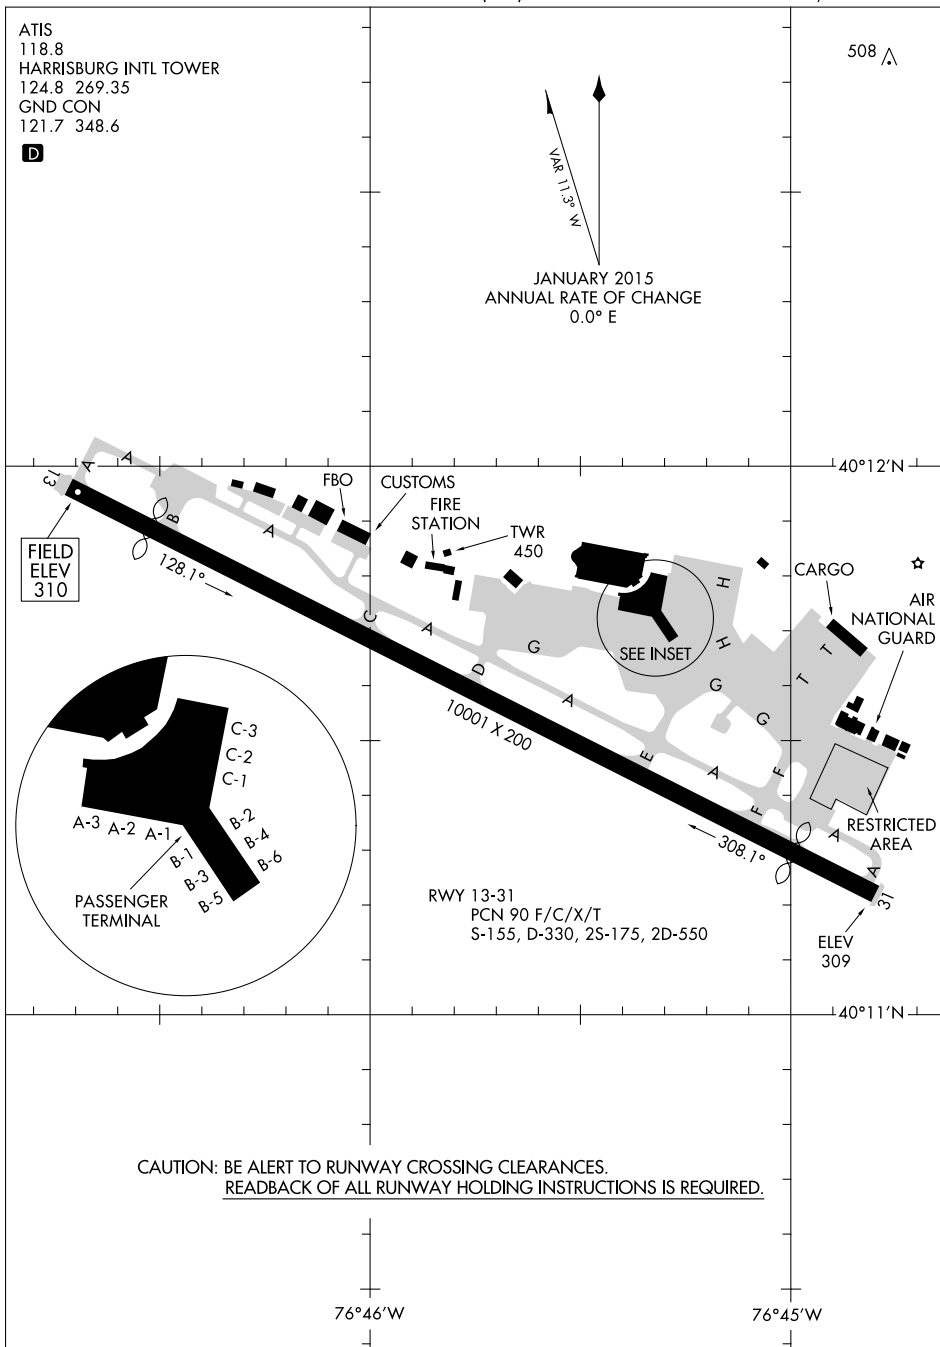 ATIS
118.8
HARRISBURG INTL TOWER
124.8 269.35
GND CON
121.7 348.6
D
508
VAR 11.3° W
JANUARY 2015
ANNUAL RATE OF CHANGE
0.0° E
40°12'N
13
A
A
FBO
CUSTOMS
FIRE
STATION
TWR
450
B
A
FIELD
ELEV
310
128.1°
CARGO
AIR
NATIONAL
GUARD
H
H
C
A
G
SEE INSET
T
T
D
A
G
G
10001 X 200
E
A
F
F
A
RESTRICTED
AREA
308.1°
A
31
ELEV
309
C-3
C-2
C-1
A-3
A-2
A-1
B-2
B-4
B-6
B-1
B-3
B-5
PASSENGER
TERMINAL
RWY 13-31
PCN 90 F/C/X/T
S-155, D-330, 2S-175, 2D-550
40°11'N
CAUTION: BE ALERT TO RUNWAY CROSSING CLEARANCES.
READBACK OF ALL RUNWAY HOLDING INSTRUCTIONS IS REQUIRED.
76°46'W
76°45'W